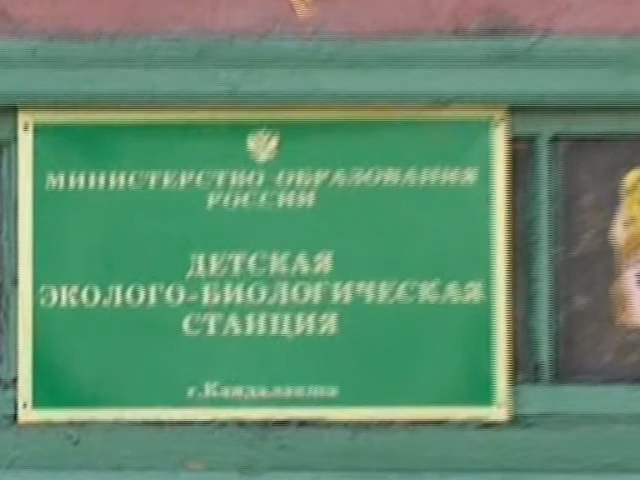 МИНИСТЕРСТВО ОБРАЗОВАНИЯ
РОССИИ
ДЕТСКАЯ
ЭКОЛОГО-БИОЛОГИЧЕСКАЯ
СТАНЦИЯ
г.Кандалакша